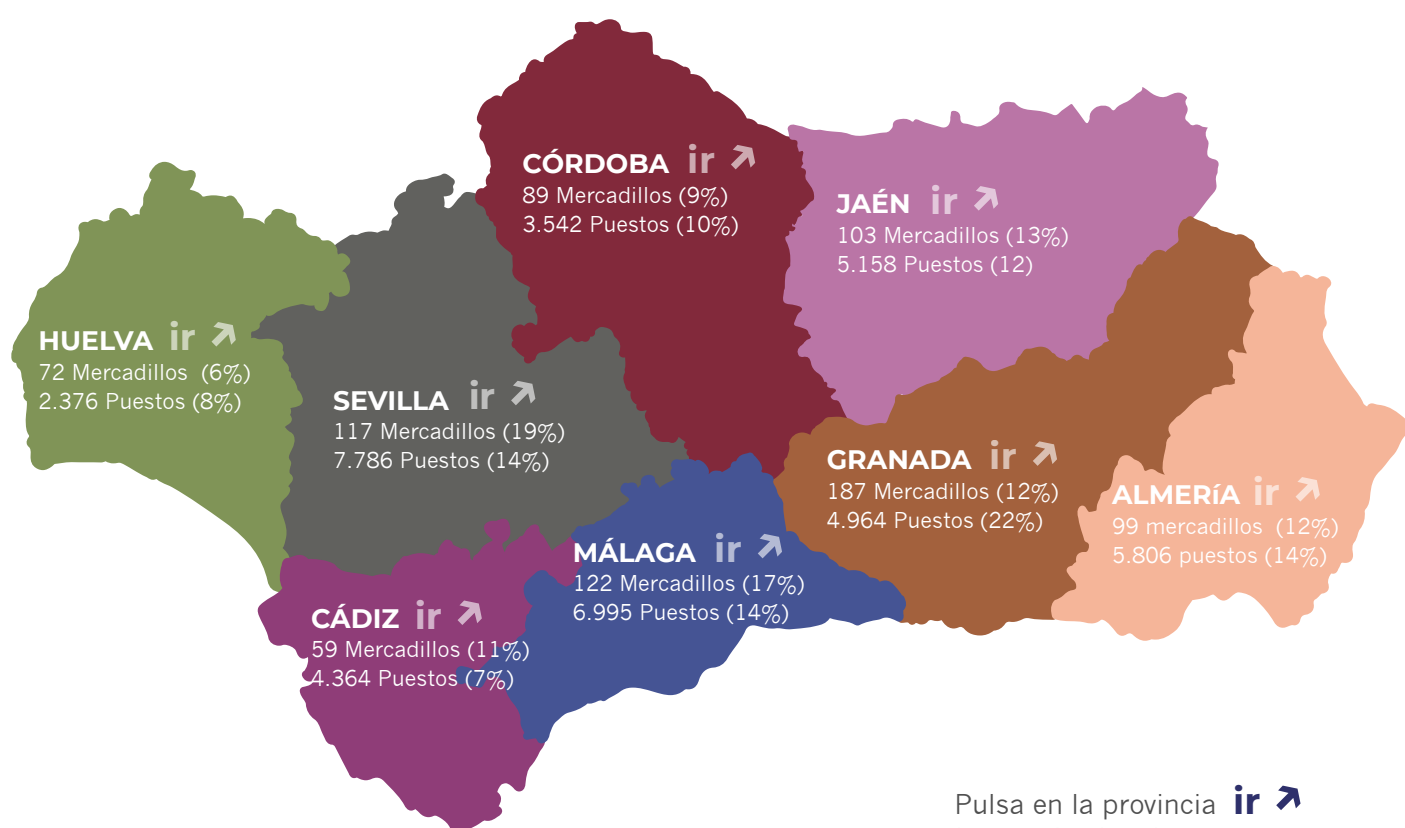 CÓRDOBA ir ↗
89 Mercadillos (9%)
3.542 Puestos (10%)
JAÉN ir ↗
103 Mercadillos (13%)
5.158 Puestos (12)
HUELVA ir ↗
72 Mercadillos (6%)
2.376 Puestos (8%)
SEVILLA ir ↗
117 Mercadillos (19%)
7.786 Puestos (14%)
GRANADA ir ↗
187 Mercadillos (12%)
4.964 Puestos (22%)
ALMERíA ir ↗
99 mercadillos (12%)
5.806 puestos (14%)
MÁLAGA ir ↗
122 Mercadillos (17%)
6.995 Puestos (14%)
CÁDIZ ir ↗
59 Mercadillos (11%)
4.364 Puestos (7%)
Pulsa en la provincia ir ↗